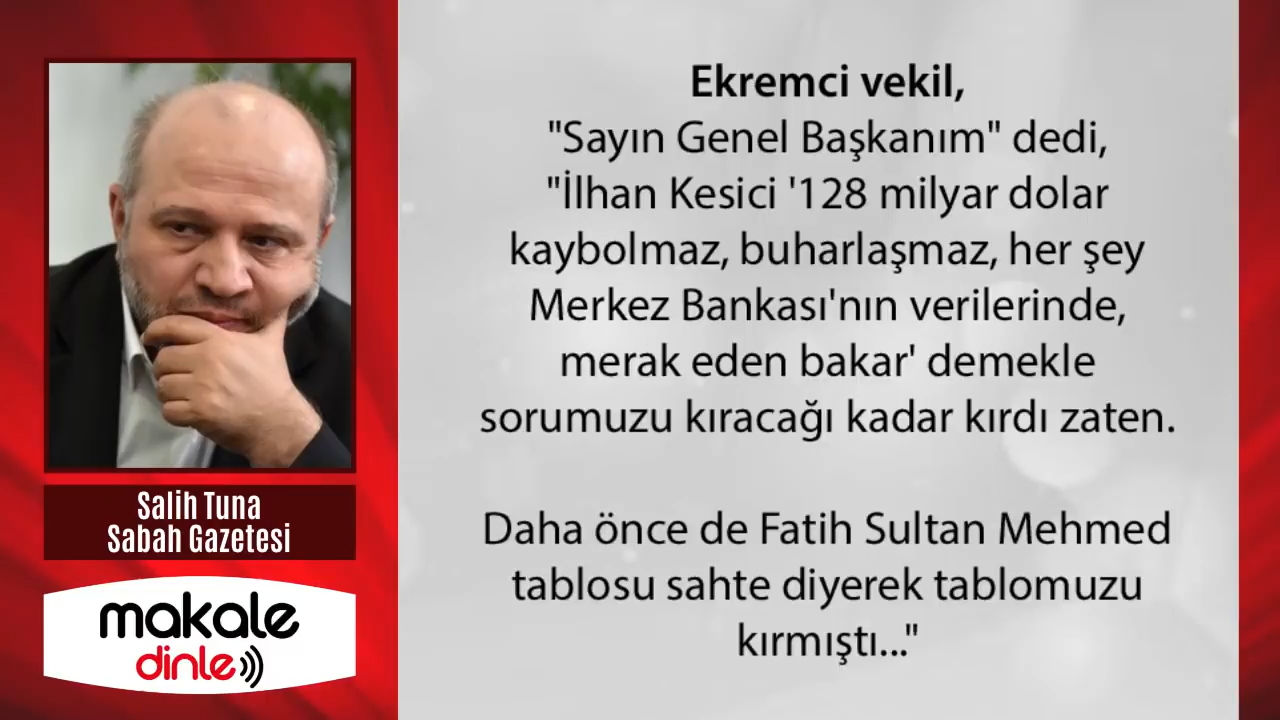 Salih Tuna
Sabah Gazetesi
makale
dinle
Ekremci vekil,
"Sayın Genel Başkanım" dedi,
"İlhan Kesici '128 milyar dolar
kaybolmaz, buharlaşmaz, her şey
Merkez Bankası'nın verilerinde,
merak eden bakar' demekle
sorumuzu kıracağı kadar kırdı zaten.
Daha önce de Fatih Sultan Mehmed
tablosu sahte diyerek tablomuzu
kırmıştı..."